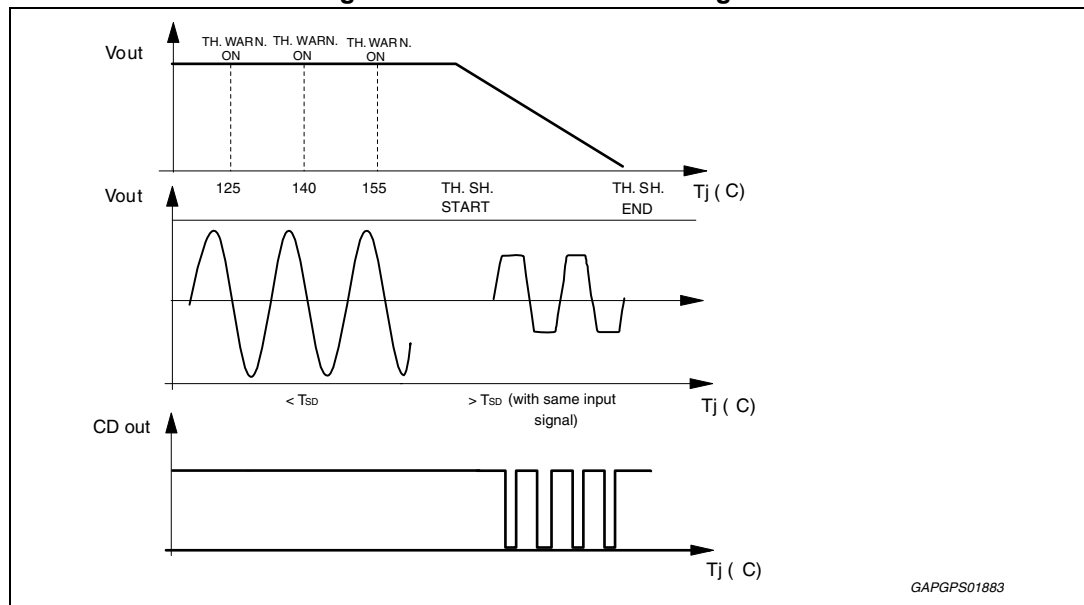 Vout
TH. WARN. TH. WARN. TH. WARN.
ON ON ON
125 140 155 TH. SH. START TH. SH. END Tj ( C)
Vout
< TSD > TSD (with same input signal) Tj ( C)
CD out
Tj ( C)
GAPGPS01883